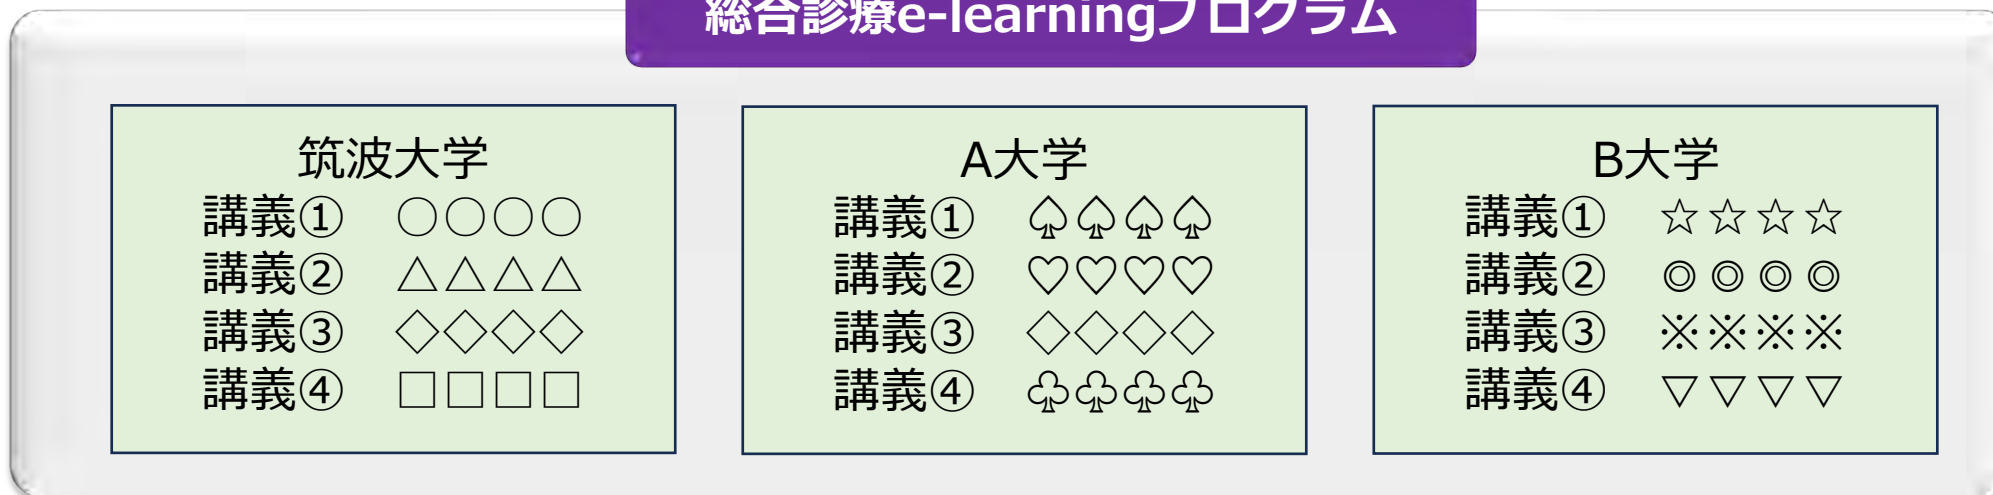 総合診療e-learningプログラム
筑波大学
講義① ○○○○
講義② △△△△
講義③ ◇◇◇◇
講義④ □□□□
A大学
講義① ♤♤♤♤
講義② ♡♡♡♡
講義③ ◇◇◇◇
講義④ ♧♧♧♧
B大学
講義① ☆☆☆☆
講義② ◎◎◎◎
講義③ ※※※※
講義④ ▽▽▽▽